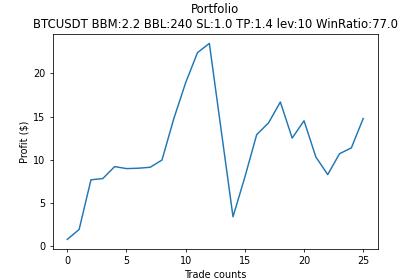 Portfolio
BTCUSDT BBM:2.2 BBL:240 SL:1.0 TP:1.4 lev:10 WinRatio:77.0
Profit ($)
20
15
10
5
0
0 5 10 15 20 25
Trade counts